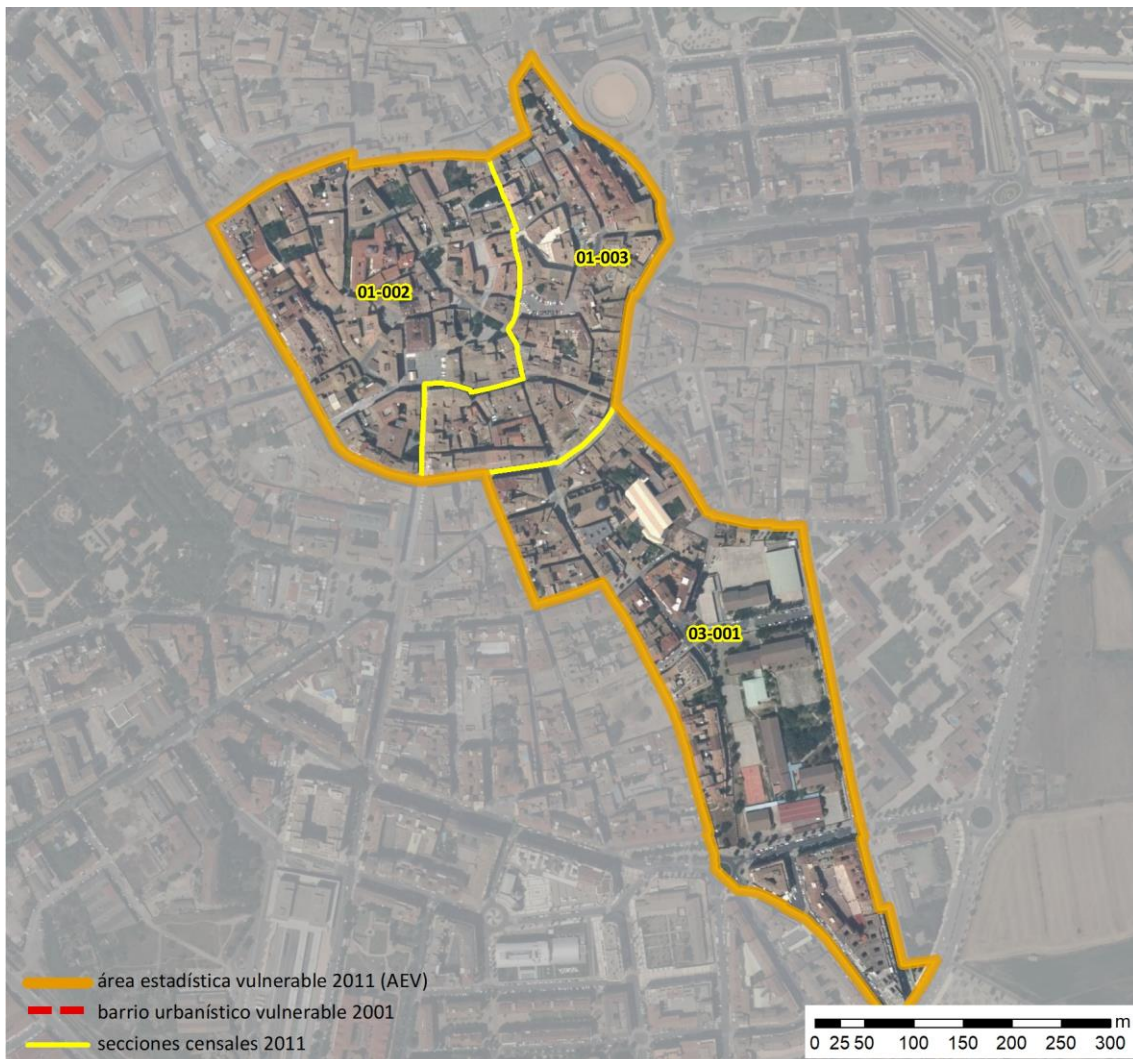 01-003
01-002
03-001
área estadística vulnerable 2011 (AEV)
barrio urbanístico vulnerable 2001
secciones censales 2011
m
0 25 50 100 150 200 250 300